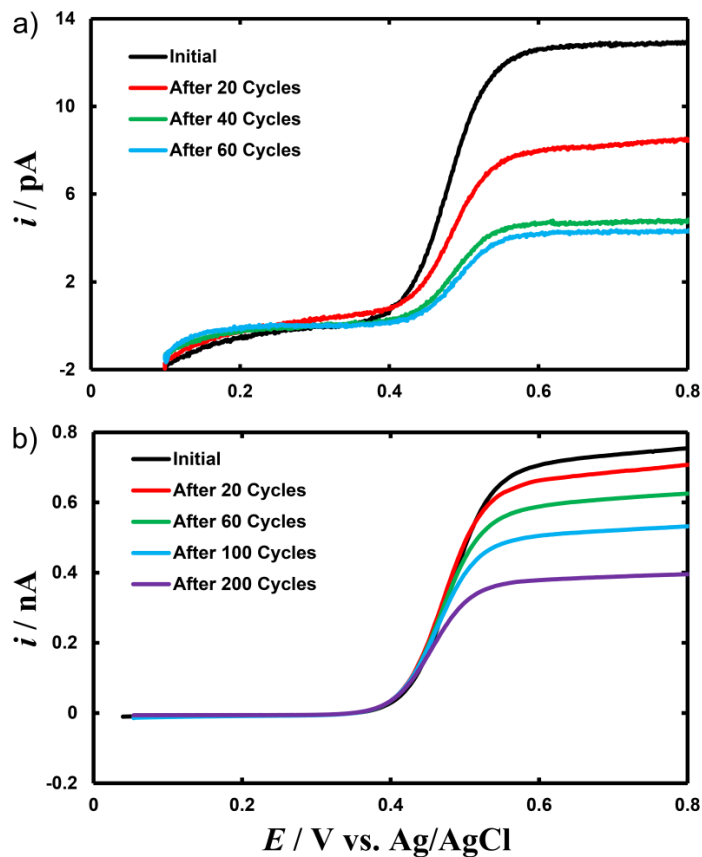 a)
14
10
6
2
-2
i / pA
Initial
After 20 Cycles
After 40 Cycles
After 60 Cycles
0
0.2
0.4
0.6
0.8
b)
0.8
0.6
0.4
0.2
0
-0.2
i / nA
Initial
After 20 Cycles
After 60 Cycles
After 100 Cycles
After 200 Cycles
0
0.2
0.4
0.6
0.8
E / V vs. Ag/AgCl